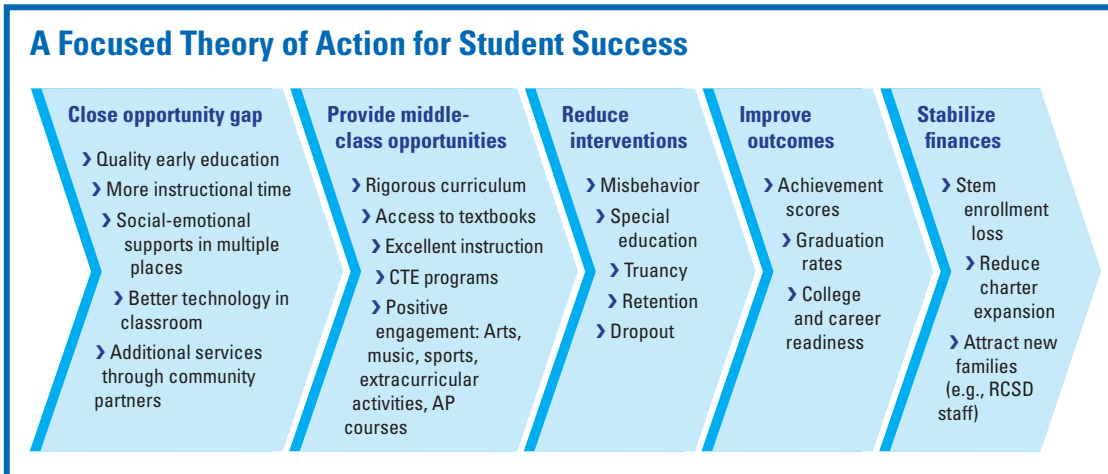 A Focused Theory of Action for Student Success
Close opportunity gap
❯ Quality early education
❯ More instructional time
❯ Social-emotional
supports in multiple
places
❯ Better technology in
classroom
❯ Additional services
through community
partners
Provide middle-
class opportunities
❯ Rigorous curriculum
❯ Access to textbooks
❯ Excellent instruction
❯ CTE programs
❯ Positive
engagement: Arts,
music, sports,
extracurricular
activities, AP
courses
Reduce
interventions
❯ Misbehavior
❯ Special
education
❯ Truancy
❯ Retention
❯ Dropout
Improve
outcomes
❯ Achievement
scores
❯ Graduation
rates
❯ College
and career
readiness
Stabilize
finances
❯ Stem
enrollment
loss
❯ Reduce
charter
expansion
❯ Attract new
families
(e.g., RCSD
staff)